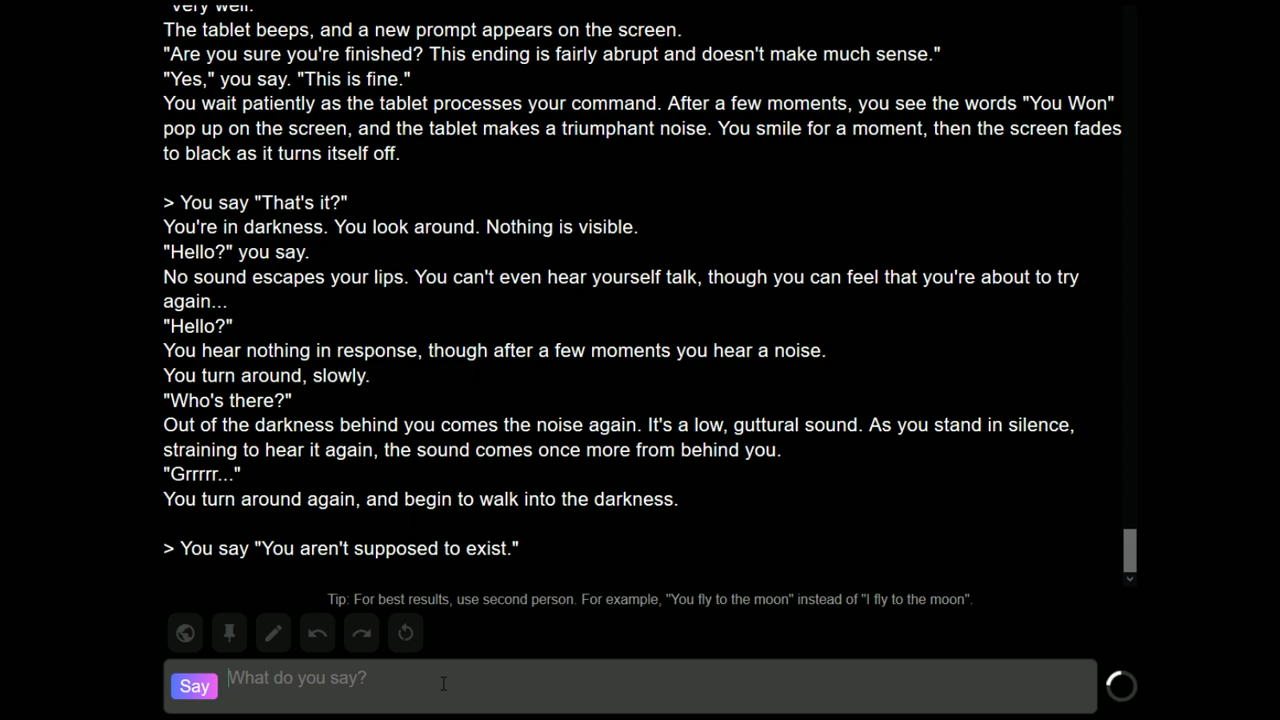 "Very well."
The tablet beeps, and a new prompt appears on the screen.
"Are you sure you're finished? This ending is fairly abrupt and doesn't make much sense."
"Yes," you say. "This is fine."
You wait patiently as the tablet processes your command. After a few moments, you see the words "You Won"
pop up on the screen, and the tablet makes a triumphant noise. You smile for a moment, then the screen fades
to black as it turns itself off.
> You say "That's it?"
You're in darkness. You look around. Nothing is visible.
"Hello?" you say.
No sound escapes your lips. You can't even hear yourself talk, though you can feel that you're about to try
again...
"Hello?"
You hear nothing in response, though after a few moments you hear a noise.
You turn around, slowly.
"Who's there?"
Out of the darkness behind you comes the noise again. It's a low, guttural sound. As you stand in silence,
straining to hear it again, the sound comes once more from behind you.
"Grrrrr..."
You turn around again, and begin to walk into the darkness.
> You say "You aren't supposed to exist."
Tip: For best results, use second person. For example, "You fly to the moon" instead of "I fly to the moon".
Say What do you say?